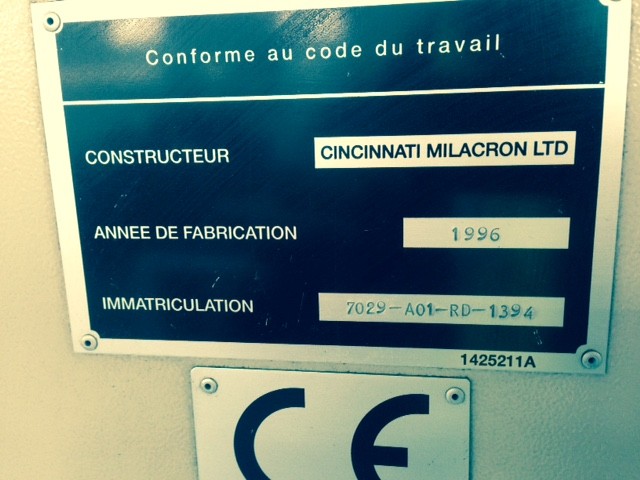 Conforme au code du travail
CONSTRUCTEUR CINCINNATI MILACRON LTD
ANNEE DE FABRICATION 1996
IMMATRICULATION 7029-A01-RD-1394
1425211A
CE